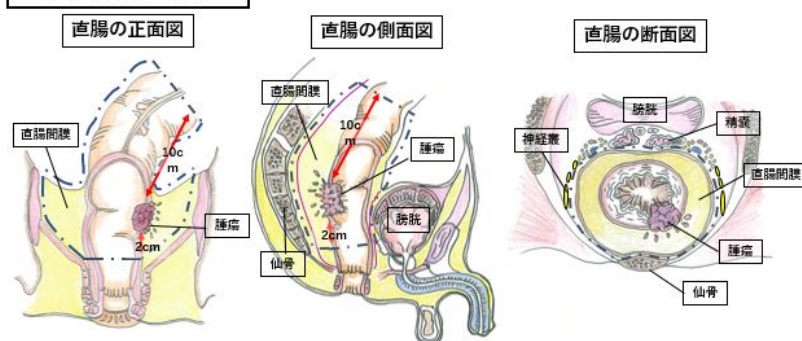 直腸の正面図
直腸間膜
10c
m
腫瘍
2cm
直腸の側面図
直腸間膜
10c
m
腫瘍
膀胱
2cm
仙骨
直腸の断面図
膀胱
精嚢
神経叢
直腸間膜
腫瘍
仙骨